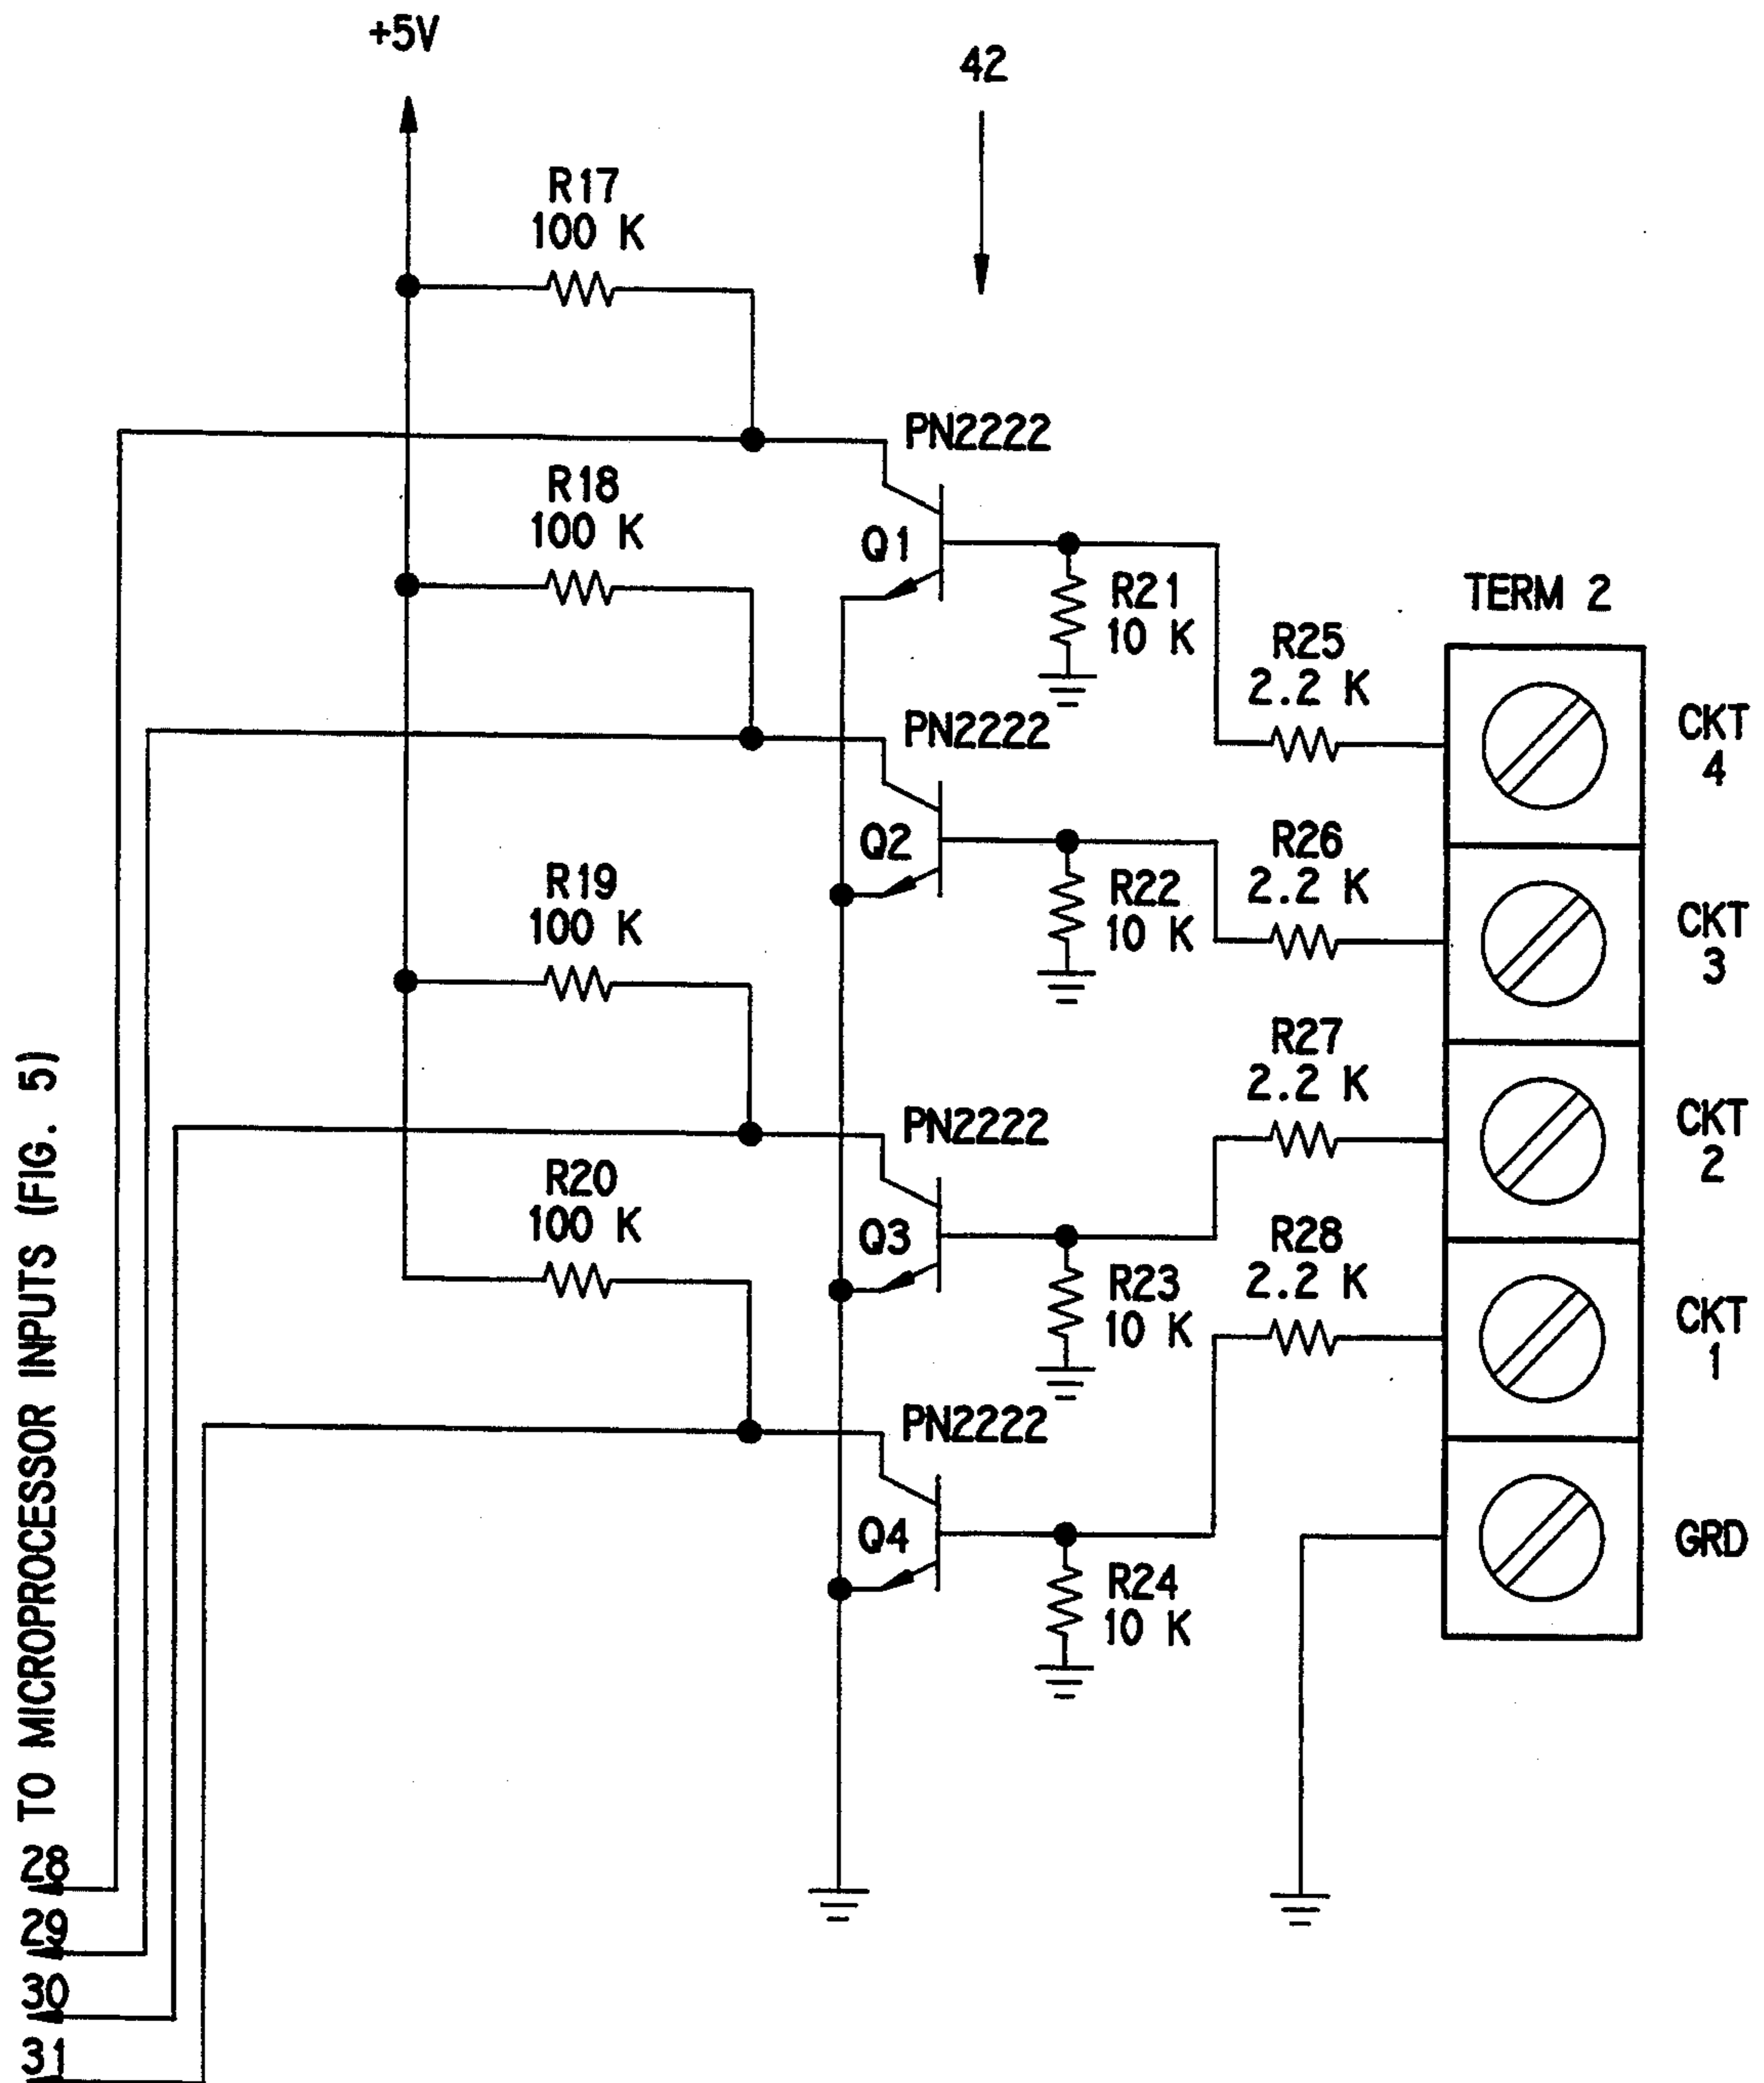 +5V
42
R17
100 K
PN2222
R18
100 K
Q1
R21
10 K
TERM 2
R25
2.2 K
CKT
4
PN2222
Q2
R22
10 K
R26
2.2 K
CKT
3
R19
100 K
R27
2.2 K
CKT
2
PN2222
R20
100 K
Q3
R23
10 K
R28
2.2 K
CKT
1
PN2222
Q4
R24
10 K
GRD
TO MICROPROCESSOR INPUTS (FIG. 5)
28
29
30
31